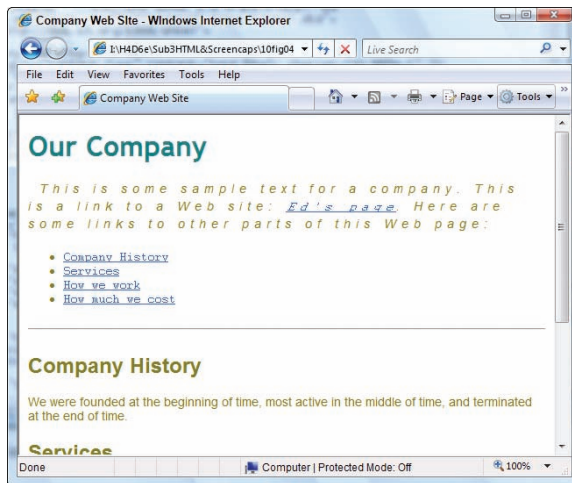 Company Web SIte - WIndows Internet Explorer
I:\H4D6e\Sub3HTML&Screencaps\10fig04
Live Search
File Edit View Favorites Tools Help
Company Web Site
Page
Tools
Our Company
This is some sample text for a company. This
is a link to a Web site: Ed's page. Here are
some links to other parts of this Web page:
• Company History
• Services
• How we work
• How much we cost
Company History
We were founded at the beginning of time, most active in the middle of time, and terminated
at the end of time.
Services
Done
Computer | Protected Mode: Off
100%